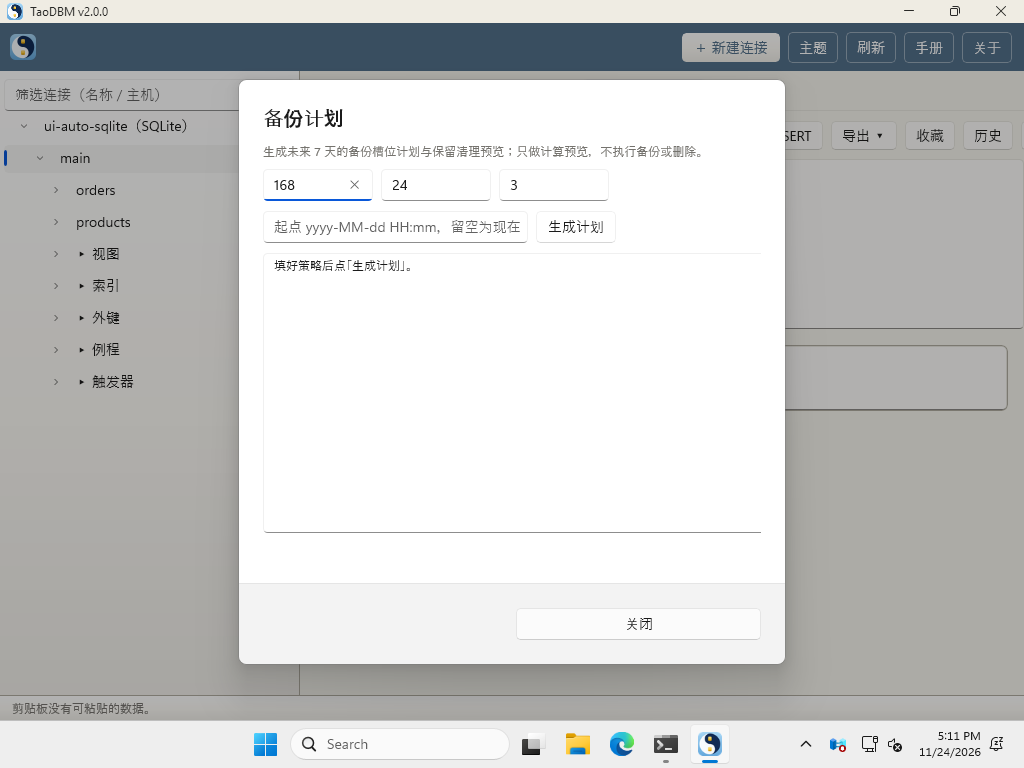 TaoDBM v2.0.0
+ 新建连接
主题
刷新
手册
关于
筛选连接（名称 / 主机）
ui-auto-sqlite（SQLite）
main
orders
products
视图
索引
外键
例程
触发器
SERT
导出
收藏
历史
备份计划
生成未来 7 天的备份槽位计划与保留清理预览；只做计算预览，不执行备份或删除。
168
24
3
起点 yyyy-MM-dd HH:mm，留空为现在
生成计划
填好策略后点「生成计划」。
关闭
剪贴板没有可粘贴的数据。
Search
5:11 PM
11/24/2026